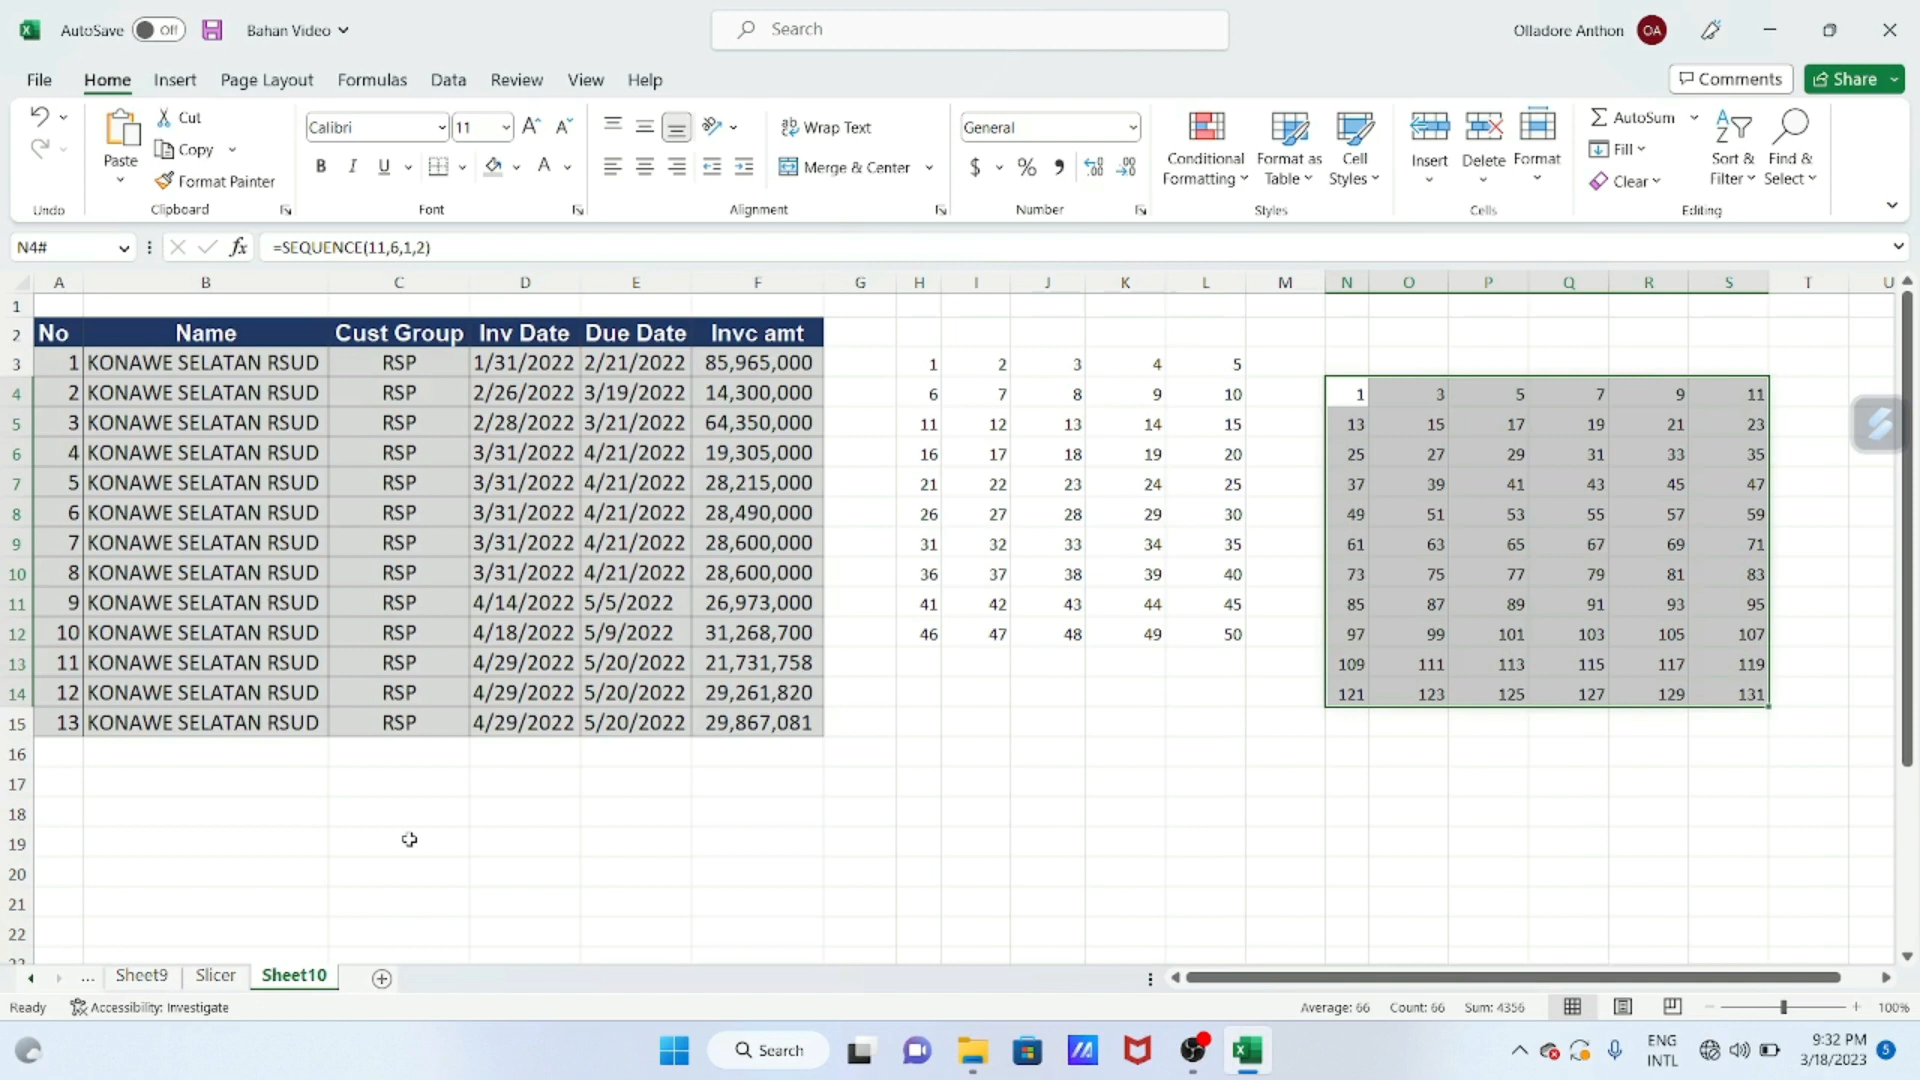 AutoSave Off Bahan Video Search Olladore Anthon OA
File Home Insert Page Layout Formulas Data Review View Help Comments Share
Cut
Copy
Format Painter
Paste
Calibri 11
B I U A
Wrap Text
Merge & Center
General
$ %
Conditional Formatting
Format as Table
Cell Styles
Insert Delete Format
AutoSum
Fill
Clear
Sort & Filter
Find & Select
Undo Clipboard Font Alignment Number Styles Cells Editing
N4# fx =SEQUENCE(11,6,1,2)
A B C D E F G H I J K L M N O P Q R S T U
1
2 No Name Cust Group Inv Date Due Date Invc amt
3 1 KONAWE SELATAN RSUD RSP 1/31/2022 2/21/2022 85,965,000 1 2 3 4 5
4 2 KONAWE SELATAN RSUD RSP 2/26/2022 3/19/2022 14,300,000 6 7 8 9 10 1 3 5 7 9 11
5 3 KONAWE SELATAN RSUD RSP 2/28/2022 3/21/2022 64,350,000 11 12 13 14 15 13 15 17 19 21 23
6 4 KONAWE SELATAN RSUD RSP 3/31/2022 4/21/2022 19,305,000 16 17 18 19 20 25 27 29 31 33 35
7 5 KONAWE SELATAN RSUD RSP 3/31/2022 4/21/2022 28,215,000 21 22 23 24 25 37 39 41 43 45 47
8 6 KONAWE SELATAN RSUD RSP 3/31/2022 4/21/2022 28,490,000 26 27 28 29 30 49 51 53 55 57 59
9 7 KONAWE SELATAN RSUD RSP 3/31/2022 4/21/2022 28,600,000 31 32 33 34 35 61 63 65 67 69 71
10 8 KONAWE SELATAN RSUD RSP 3/31/2022 4/21/2022 28,600,000 36 37 38 39 40 73 75 77 79 81 83
11 9 KONAWE SELATAN RSUD RSP 4/14/2022 5/5/2022 26,973,000 41 42 43 44 45 85 87 89 91 93 95
12 10 KONAWE SELATAN RSUD RSP 4/18/2022 5/9/2022 31,268,700 46 47 48 49 50 97 99 101 103 105 107
13 11 KONAWE SELATAN RSUD RSP 4/29/2022 5/20/2022 21,731,758 109 111 113 115 117 119
14 12 KONAWE SELATAN RSUD RSP 4/29/2022 5/20/2022 29,261,820 121 123 125 127 129 131
15 13 KONAWE SELATAN RSUD RSP 4/29/2022 5/20/2022 29,867,081
16
17
18
19
20
21
22
... Sheet9 Slicer Sheet10
Ready Accessibility: Investigate Average: 66 Count: 66 Sum: 4356 100%
Search ENG INTL 9:32 PM 3/18/2023 5